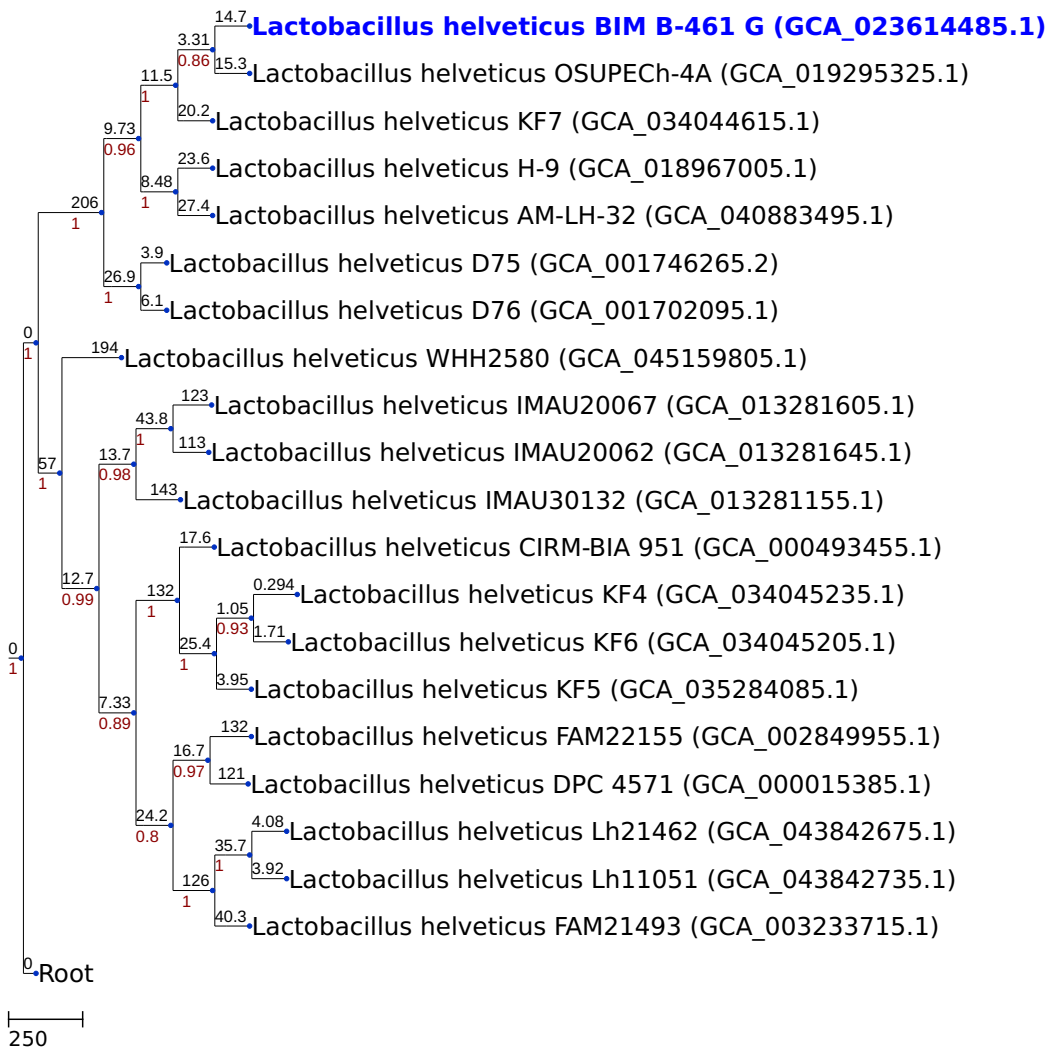 14.7
Lactobacillus helveticus BIM B-461 G (GCA_023614485.1)
3.31
0.86
15.3
Lactobacillus helveticus OSUPECh-4A (GCA_019295325.1)
11.5
1
20.2
Lactobacillus helveticus KF7 (GCA_034044615.1)
9.73
0.96
23.6
Lactobacillus helveticus H-9 (GCA_018967005.1)
8.48
1
27.4
Lactobacillus helveticus AM-LH-32 (GCA_040883495.1)
206
1
3.9
Lactobacillus helveticus D75 (GCA_001746265.2)
26.9
1
6.1
Lactobacillus helveticus D76 (GCA_001702095.1)
0
1
194
Lactobacillus helveticus WHH2580 (GCA_045159805.1)
123
Lactobacillus helveticus IMAU20067 (GCA_013281605.1)
43.8
1
113
Lactobacillus helveticus IMAU20062 (GCA_013281645.1)
13.7
0.98
57
1
143
Lactobacillus helveticus IMAU30132 (GCA_013281155.1)
17.6
Lactobacillus helveticus CIRM-BIA 951 (GCA_000493455.1)
12.7
0.99
132
1
0.294
Lactobacillus helveticus KF4 (GCA_034045235.1)
1.05
0.93
1.71
Lactobacillus helveticus KF6 (GCA_034045205.1)
25.4
1
0
1
3.95
Lactobacillus helveticus KF5 (GCA_035284085.1)
7.33
0.89
132
Lactobacillus helveticus FAM22155 (GCA_002849955.1)
16.7
0.97
121
Lactobacillus helveticus DPC 4571 (GCA_000015385.1)
24.2
0.8
4.08
Lactobacillus helveticus Lh21462 (GCA_043842675.1)
35.7
1
3.92
Lactobacillus helveticus Lh11051 (GCA_043842735.1)
126
1
40.3
Lactobacillus helveticus FAM21493 (GCA_003233715.1)
0
Root
250